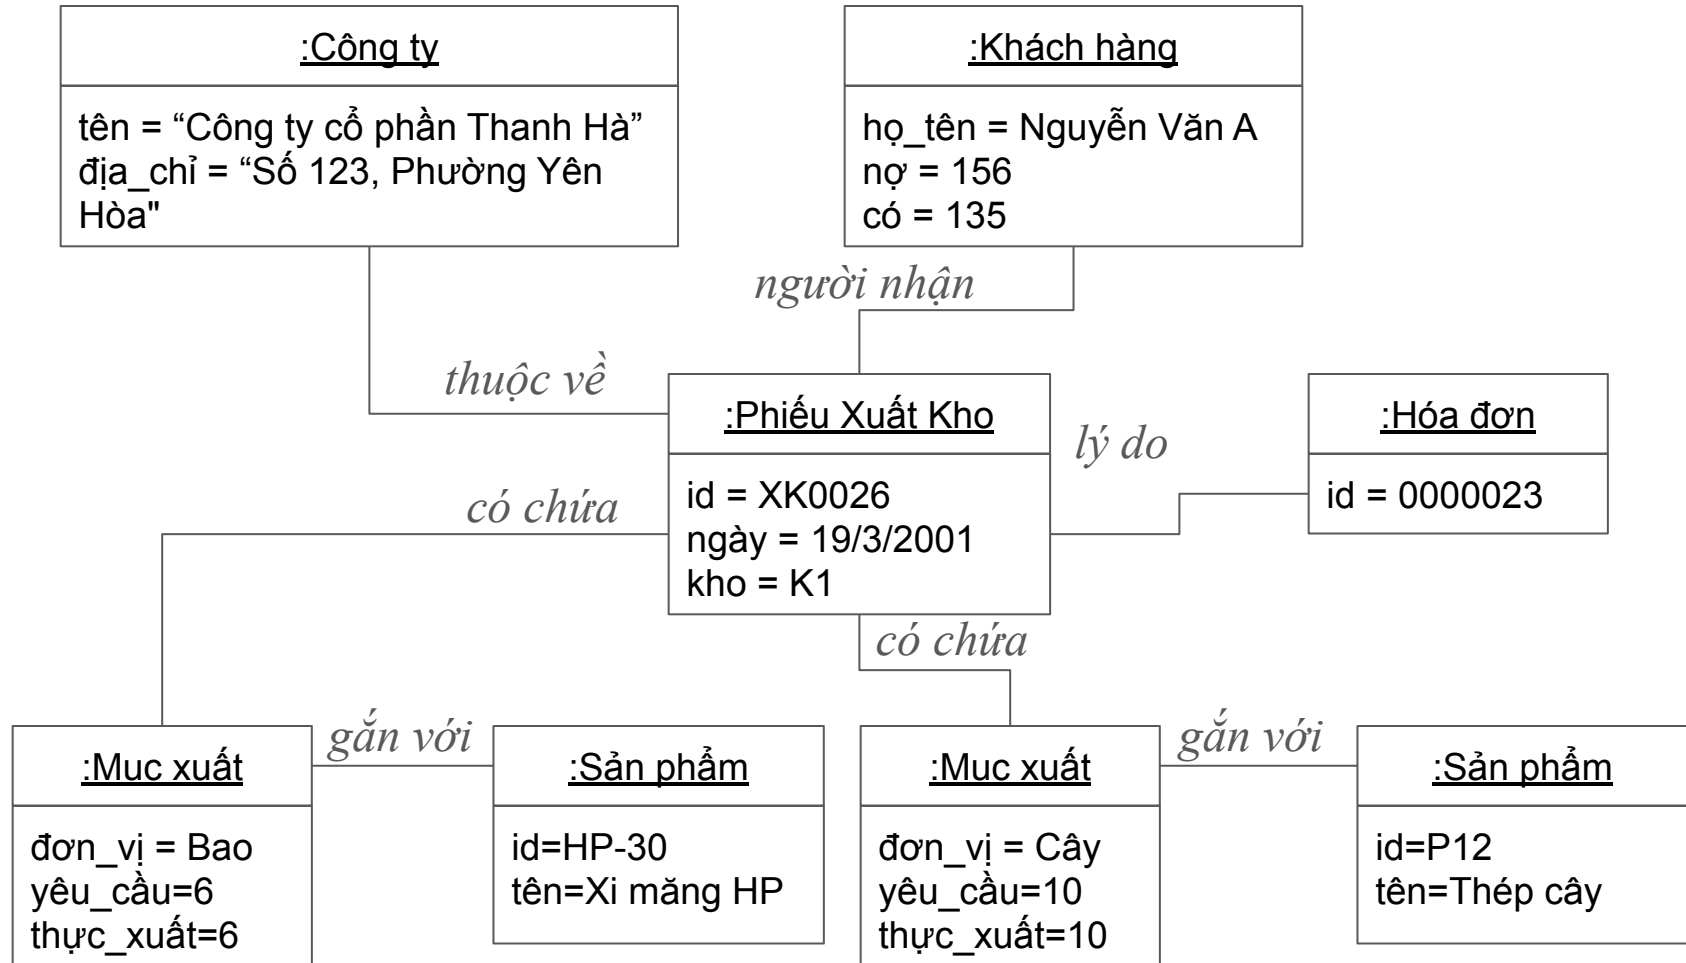 :Công ty
tên = “Công ty cổ phần Thanh Hà”
địa_chỉ = “Số 123, Phường Yên
Hòa"
:Khách hàng
họ_tên = Nguyễn Văn A
nợ = 156
có = 135
người nhận
thuộc về
:Phiếu Xuất Kho
id = XK0026
ngày = 19/3/2001
kho = K1
lý do
:Hóa đơn
id = 0000023
có chứa
có chứa
:Muc xuất
đơn_vị = Bao
yêu_cầu=6
thực_xuất=6
gắn với
:Sản phẩm
id=HP-30
tên=Xi măng HP
:Muc xuất
đơn_vị = Cây
yêu_cầu=10
thực_xuất=10
gắn với
:Sản phẩm
id=P12
tên=Thép cây